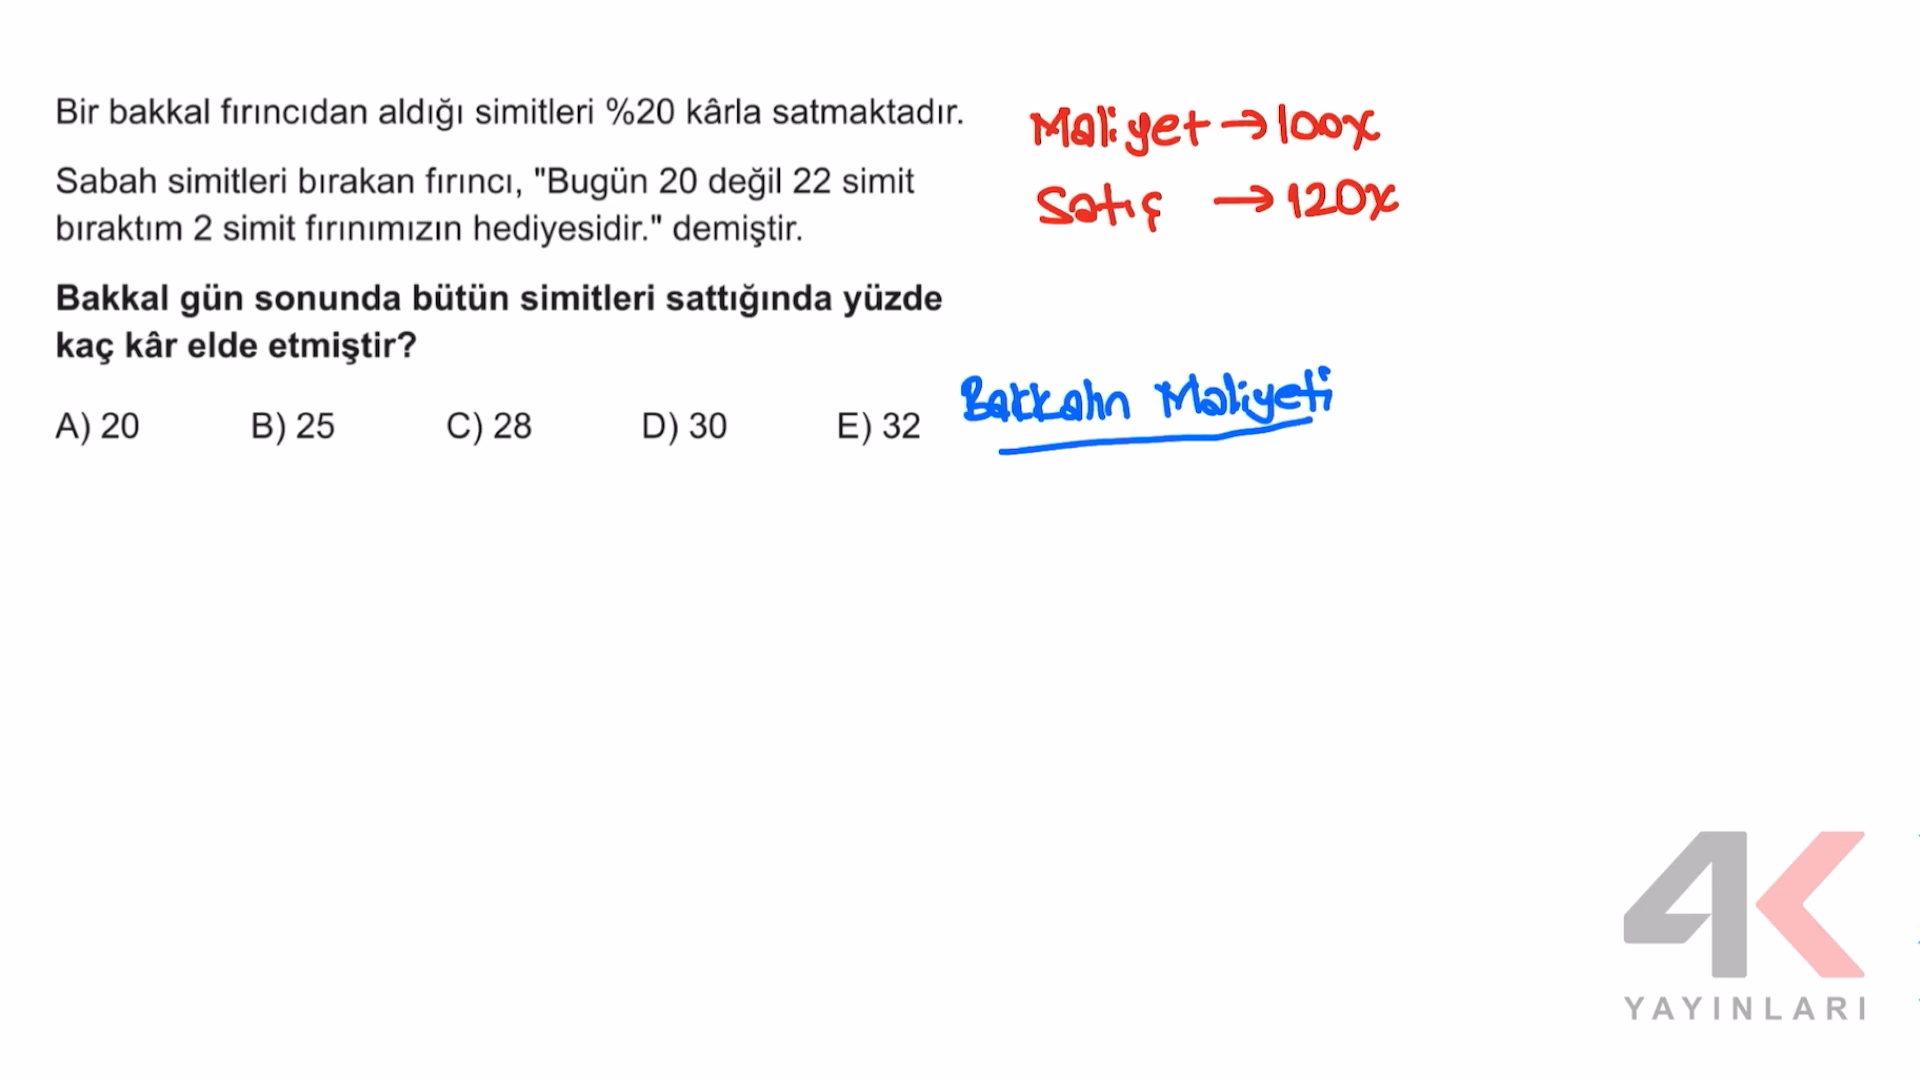 Bir bakkal fırıncıdan aldığı simitleri %20 kârla satmaktadır.
Sabah simitleri bırakan fırıncı, "Bugün 20 değil 22 simit
bıraktım 2 simit fırınımızın hediyesidir." demiştir.
Bakkal gün sonunda bütün simitleri sattığında yüzde
kaç kâr elde etmiştir?
A) 20 B) 25 C) 28 D) 30 E) 32
Maliyet → 100x
Satış → 120x
Bakkalın Maliyeti
4K
YAYINLARI